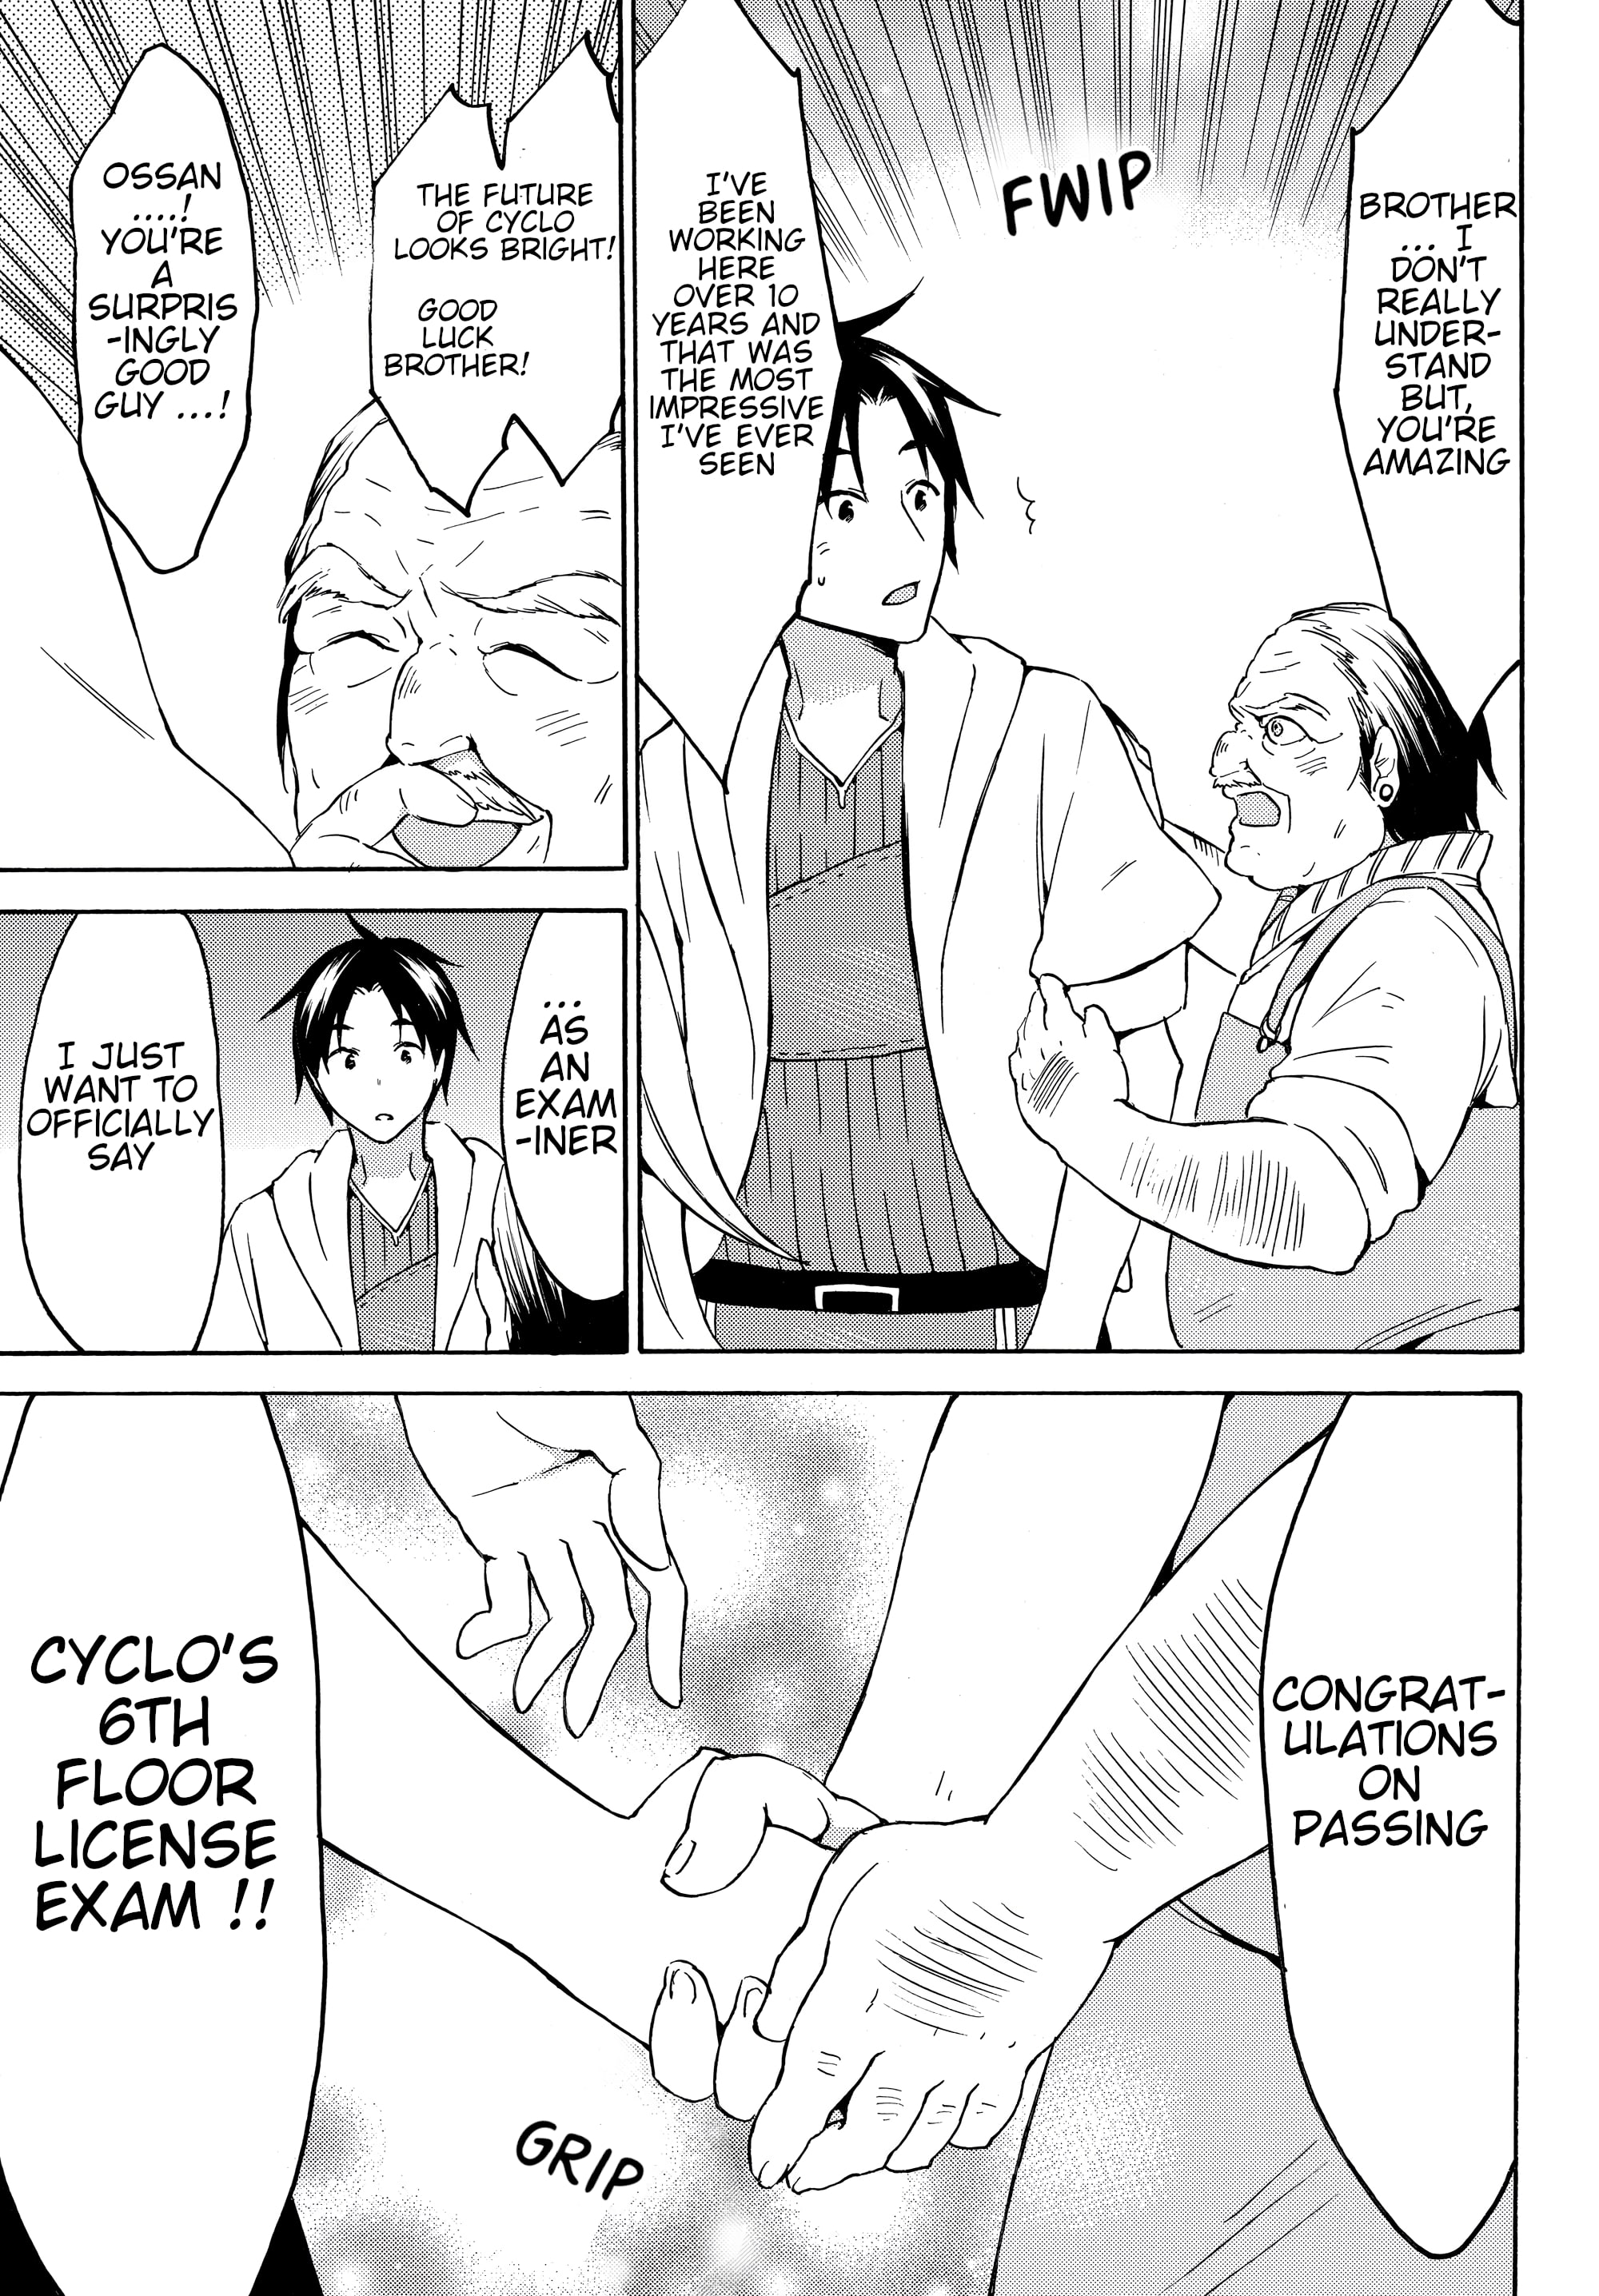 BROTHER
... I
DON'T
REALLY
UNDER-
STAND
BUT,
YOU'RE
AMAZING
FWIP
I'VE
BEEN
WORKING
HERE
OVER 10
YEARS AND
THAT WAS
THE MOST
IMPRESSIVE
I'VE EVER
SEEN
THE FUTURE
OF CYCLO
LOOKS BRIGHT!
GOOD
LUCK
BROTHER!
OSSAN
....!
YOU'RE
A
SURPRIS
-INGLY
GOOD
GUY ...!
...
AS
AN
EXAM
-INER
I JUST
WANT TO
OFFICIALLY
SAY
CONGRAT-
ULATIONS
ON
PASSING
CYCLO'S
6TH
FLOOR
LICENSE
EXAM !!
GRIP